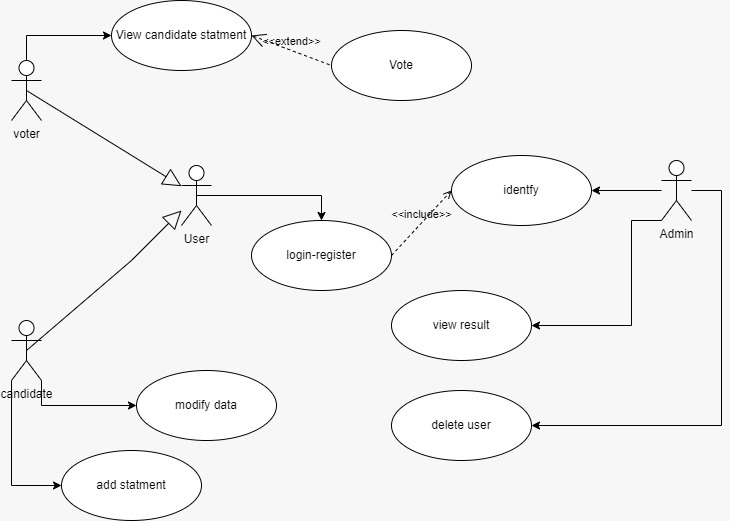 View candidate statment
<<extend>>
Vote
voter
identfy
<<include>>
User
Admin
login-register
view result
candidate
modify data
delete user
add statment